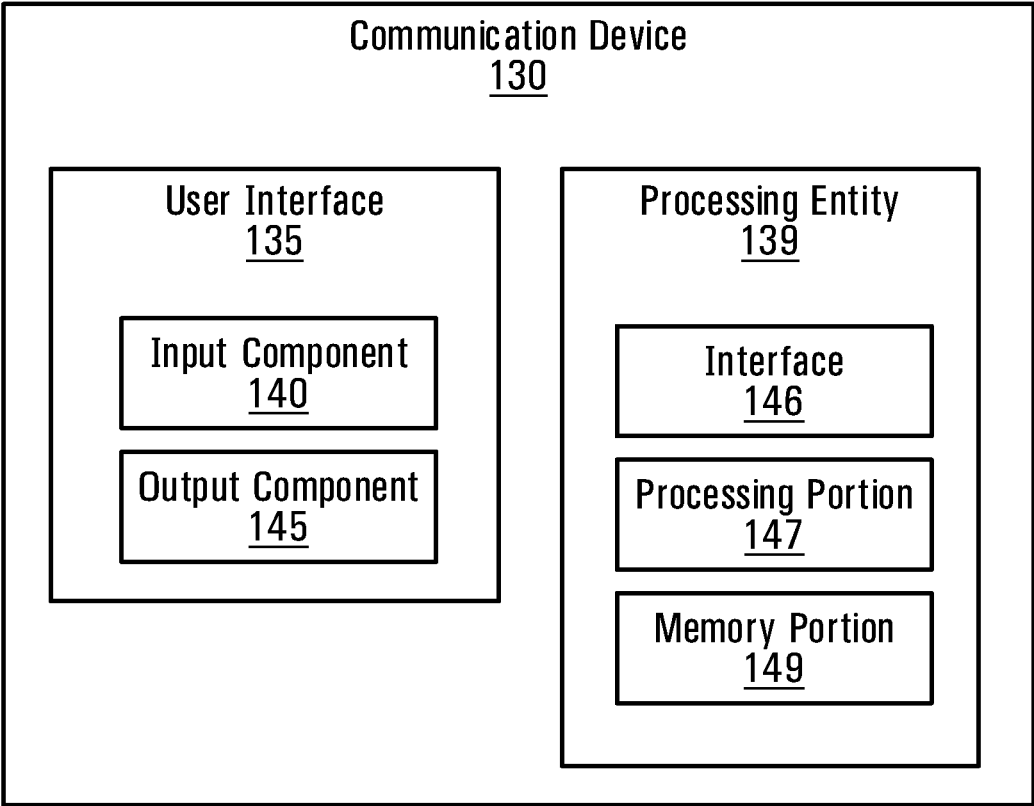 Communication Device
130
User Interface
135
Input Component
140
Output Component
145
Processing Entity
139
Interface
146
Processing Portion
147
Memory Portion
149